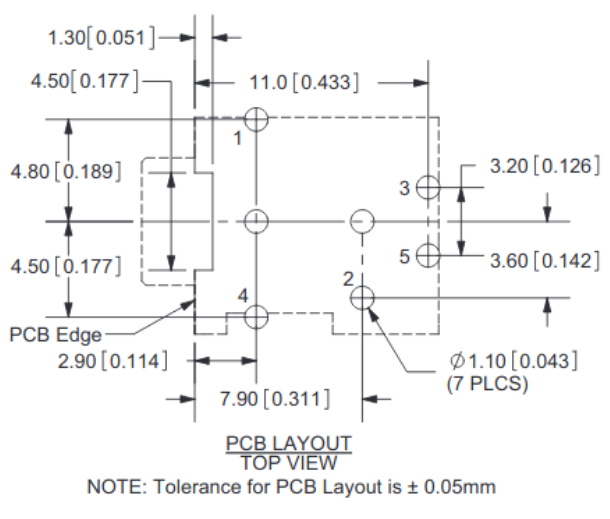 1.30[0.051]
4.50[0.177]
11.0[0.433]
1
4.80[0.189]
3.20[0.126]
3
5
3.60[0.142]
4.50[0.177]
2
4
PCB Edge
2.90[0.114]
Ø1.10[0.043]
(7 PLCS)
7.90[0.311]
PCB LAYOUT
TOP VIEW
NOTE: Tolerance for PCB Layout is ± 0.05mm